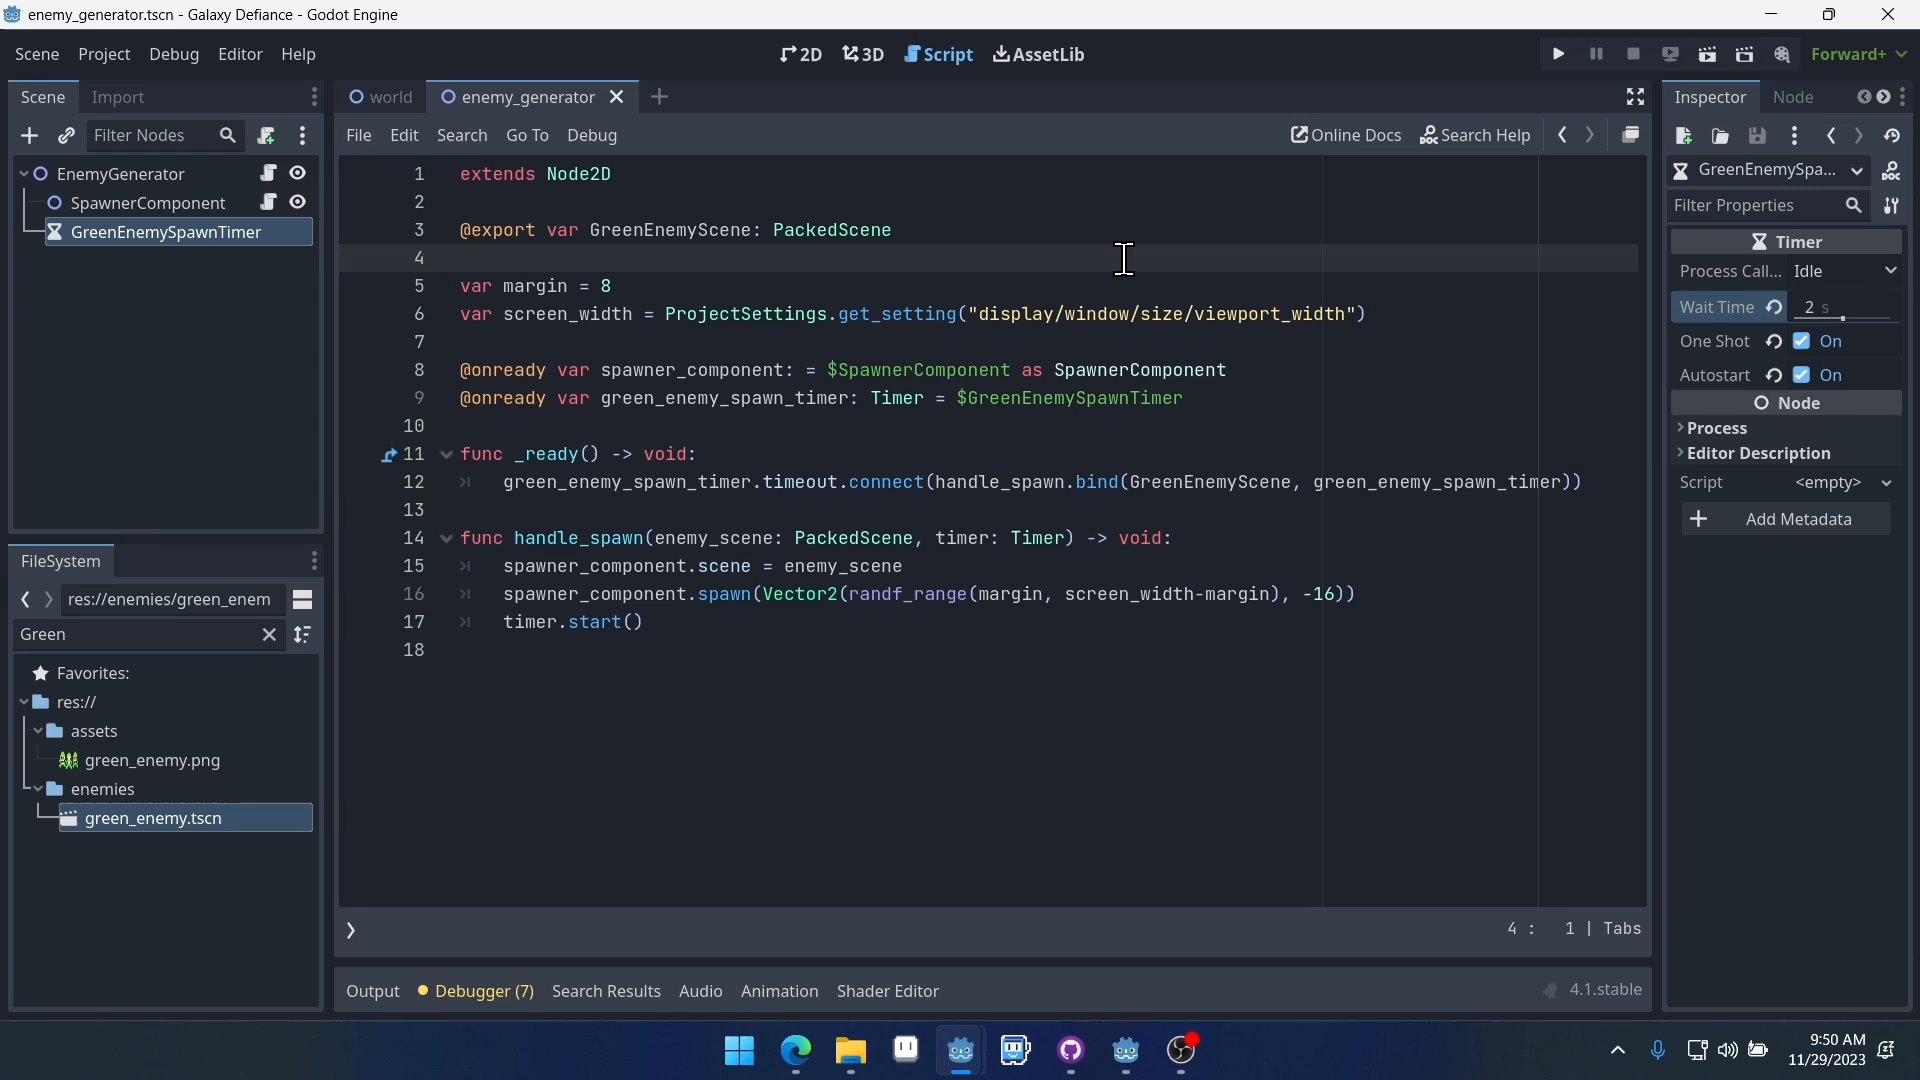 enemy_generator.tscn - Galaxy Defiance - Godot Engine
Scene Project Debug Editor Help
2D 3D Script AssetLib
Forward+
Scene Import
Filter Nodes
EnemyGenerator
SpawnerComponent
GreenEnemySpawnTimer
FileSystem
res://enemies/green_enem
Green
Favorites:
res://
assets
green_enemy.png
enemies
green_enemy.tscn
world enemy_generator
File Edit Search Go To Debug
Online Docs Search Help
1 extends Node2D
2
3 @export var GreenEnemyScene: PackedScene
4
5 var margin = 8
6 var screen_width = ProjectSettings.get_setting("display/window/size/viewport_width")
7
8 @onready var spawner_component: = $SpawnerComponent as SpawnerComponent
9 @onready var green_enemy_spawn_timer: Timer = $GreenEnemySpawnTimer
10
11 func _ready() -> void:
12 green_enemy_spawn_timer.timeout.connect(handle_spawn.bind(GreenEnemyScene, green_enemy_spawn_timer))
13
14 func handle_spawn(enemy_scene: PackedScene, timer: Timer) -> void:
15 spawner_component.scene = enemy_scene
16 spawner_component.spawn(Vector2(randf_range(margin, screen_width-margin), -16))
17 timer.start()
18
4 : 1 | Tabs
Output Debugger (7) Search Results Audio Animation Shader Editor
4.1.stable
Inspector Node
GreenEnemySpa...
Filter Properties
Timer
Process Call... Idle
Wait Time 2 s
One Shot On
Autostart On
Node
Process
Editor Description
Script <empty>
Add Metadata
9:50 AM
11/29/2023